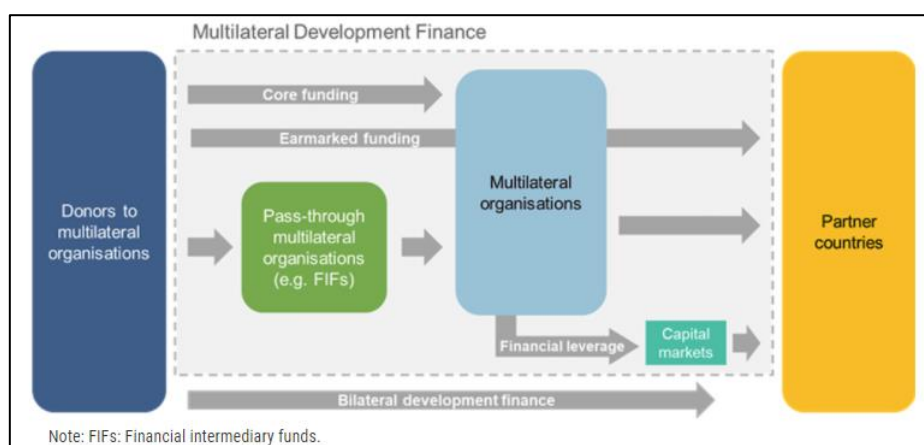 Multilateral Development Finance
Core funding
Earmarked funding
Donors to
multilateral
organisations
Pass-through
multilateral
organisations
(e.g. FIFs)
Multilateral
organisations
Partner
countries
Financial leverage
Capital
markets
Bilateral development finance
Note: FIFs: Financial intermediary funds.